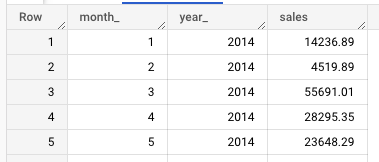 Row month_ year_ sales
1 1 2014 14236.89
2 2 2014 4519.89
3 3 2014 55691.01
4 4 2014 28295.35
5 5 2014 23648.29